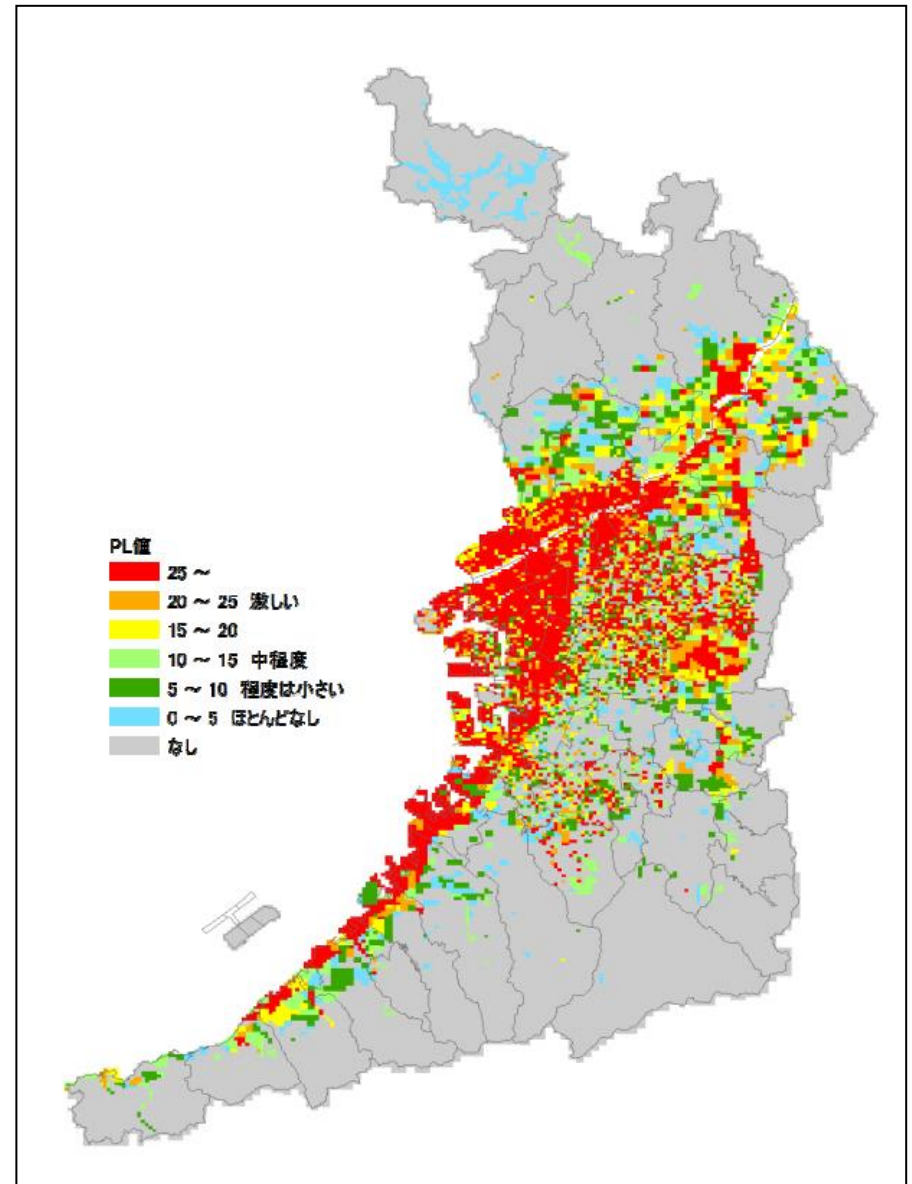 PL値
25 ～
20 ～ 25 激しい
15 ～ 20
10 ～ 15 中程度
5 ～ 10 程度は小さい
0 ～ 5 ほとんどなし
なし